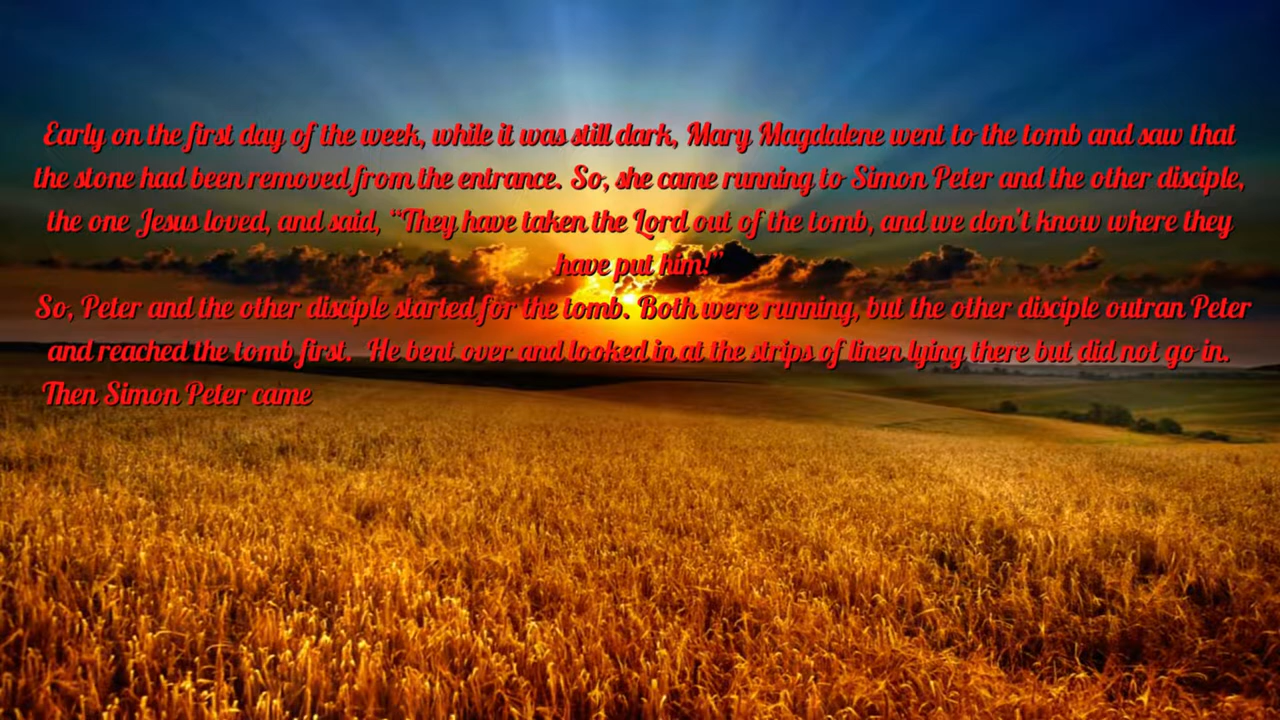 Early on the first day of the week, while it was still dark, Mary Magdalene went to the tomb and saw that
the stone had been removed from the entrance. So, she came running to Simon Peter and the other disciple,
the one Jesus loved, and said, “They have taken the Lord out of the tomb, and we don’t know where they
have put him!”
So, Peter and the other disciple started for the tomb. Both were running, but the other disciple outran Peter
and reached the tomb first. He bent over and looked in at the strips of linen lying there but did not go in.
Then Simon Peter came